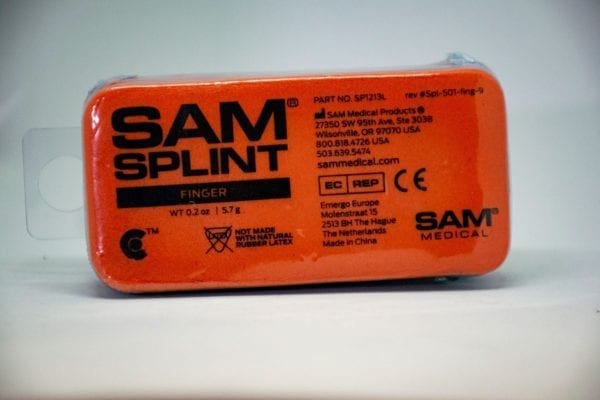 SAM®
SPLINT
FINGER
WT 0.2 oz | 5.7 g
C™
LATEX
NOT MADE
WITH NATURAL
RUBBER LATEX
PART NO. SP1213L
rev #Spl-501-fing-9
SAM Medical Products ®
27350 SW 95th Ave, Ste 3038
Wilsonville, OR 97070 USA
800.818.4726 USA
503.639.5474
sammedical.com
EC REP
CE
Emergo Europe
Molenstraat 15
2513 BH The Hague
The Netherlands
Made in China
SAM®
MEDICAL